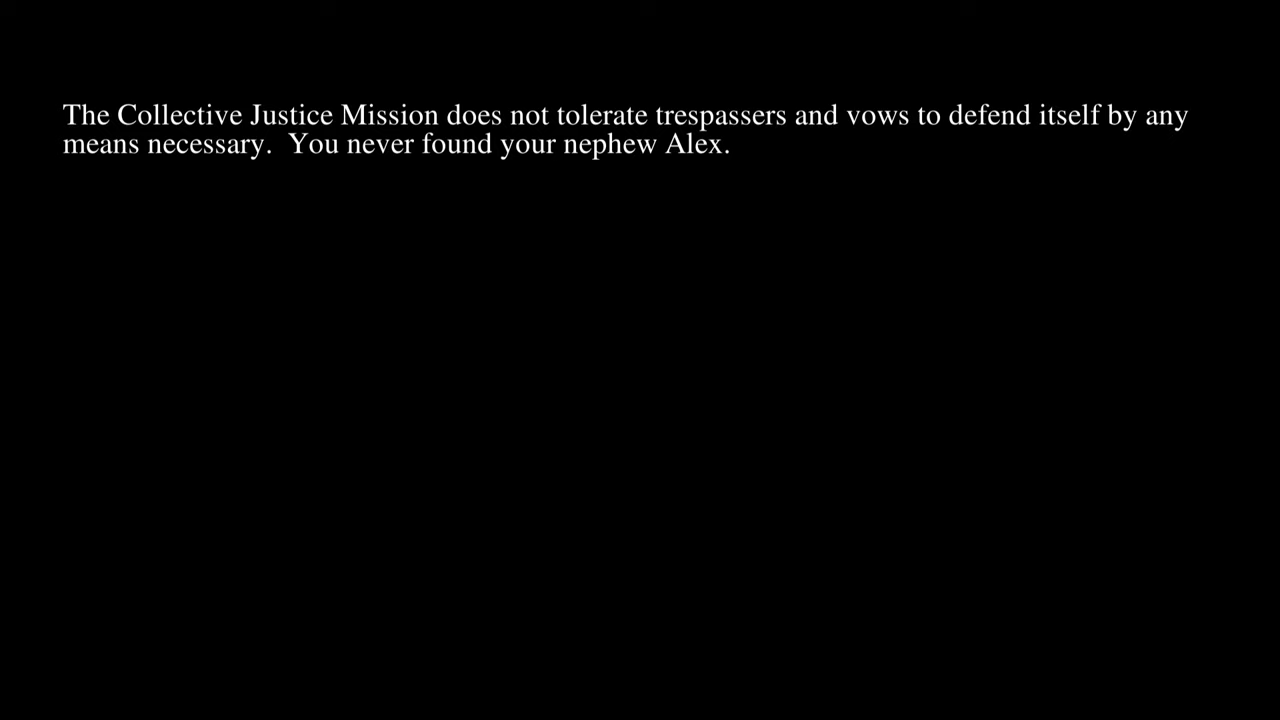 The Collective Justice Mission does not tolerate trespassers and vows to defend itself by any
means necessary.  You never found your nephew Alex.